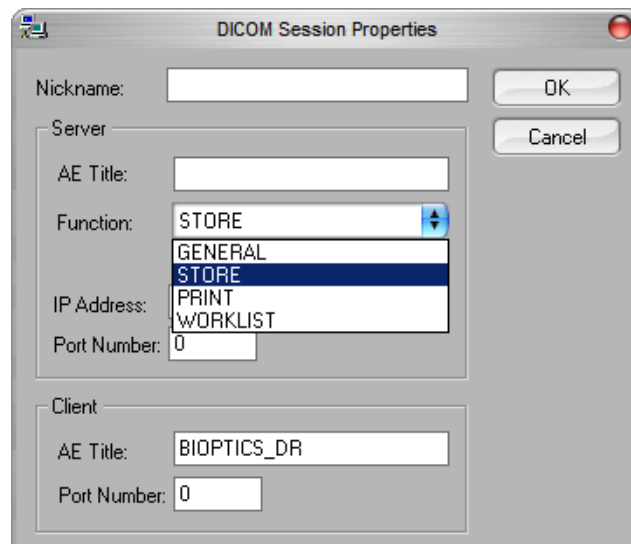 DICOM Session Properties
Nickname:
OK
Server
Cancel
AE Title:
Function: STORE
GENERAL
STORE
PRINT
WORKLIST
IP Address:
Port Number: 0
Client
AE Title: BIOPTICS_DR
Port Number: 0